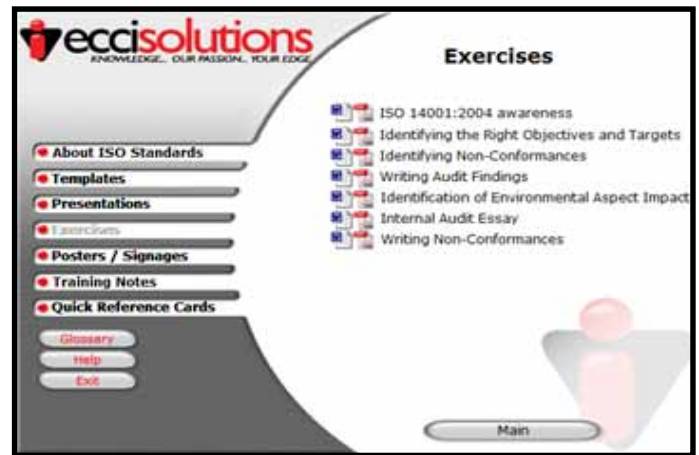 eccisolutions
KNOWLEDGE... OUR PASSION... YOUR EDGE
Exercises
ISO 14001:2004 awareness
Identifying the Right Objectives and Targets
Identifying Non-Conformances
Writing Audit Findings
Identification of Environmental Aspect Impact
Internal Audit Essay
Writing Non-Conformances
About ISO Standards
Templates
Presentations
Exercises
Posters / Signages
Training Notes
Quick Reference Cards
Glossary
Help
Exit
Main